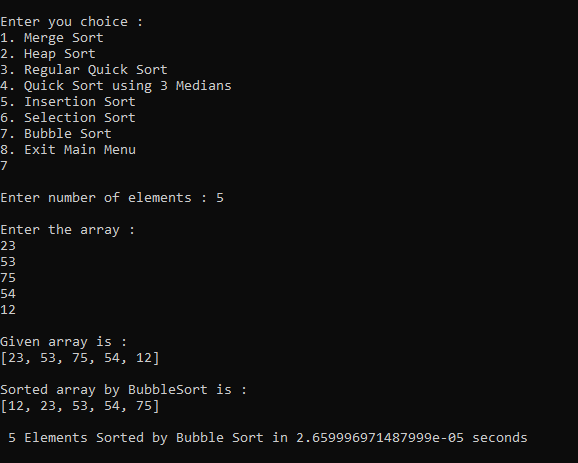 Enter you choice :
1. Merge Sort
2. Heap Sort
3. Regular Quick Sort
4. Quick Sort using 3 Medians
5. Insertion Sort
6. Selection Sort
7. Bubble Sort
8. Exit Main Menu
7
Enter number of elements : 5
Enter the array :
23
53
75
54
12
Given array is :
[23, 53, 75, 54, 12]
Sorted array by BubbleSort is :
[12, 23, 53, 54, 75]
5 Elements Sorted by Bubble Sort in 2.659996971487999e-05 seconds